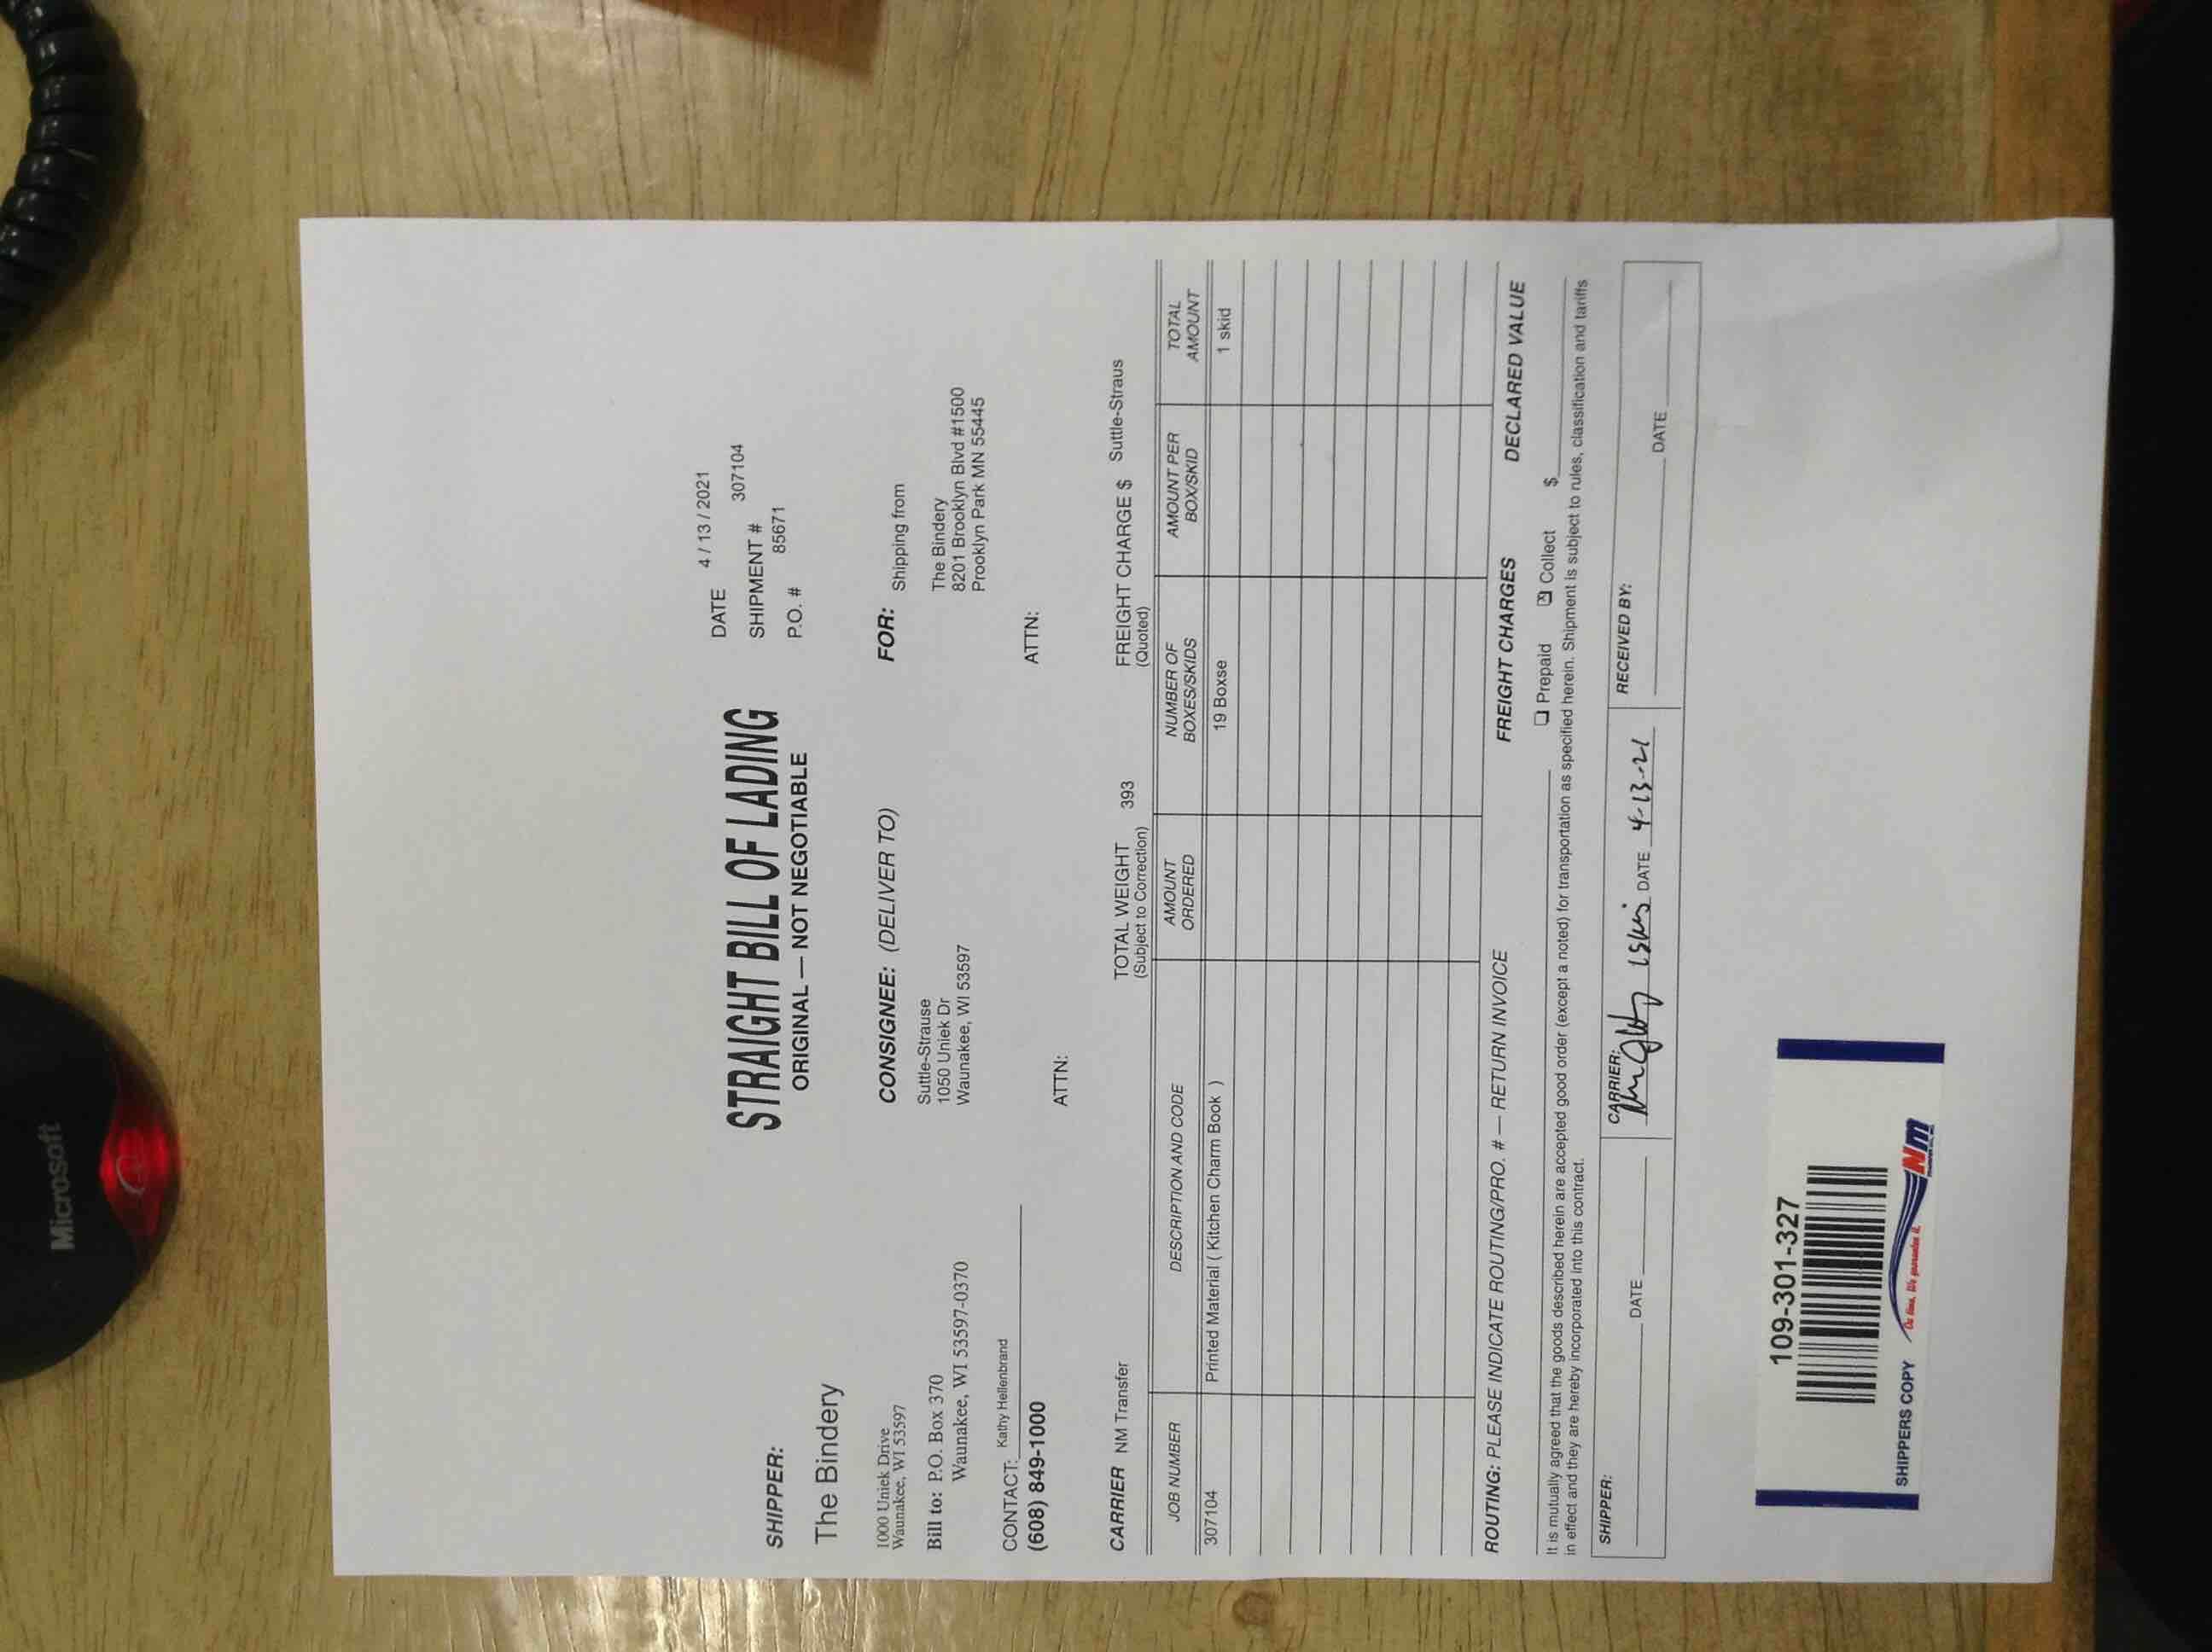 Microsoft
STRAIGHT BILL OF LADING
ORIGINAL — NOT NEGOTIABLE
DATE 4 / 13 / 2021
SHIPMENT # 307104
P.O. # 85671
SHIPPER:
The Bindery
1000 Uniek Drive
Waunakee, WI 53597
Bill to: P.O. Box 370
Waunakee, WI 53597-0370
CONTACT: Kathy Hellenbrand
(608) 849-1000
CONSIGNEE: (DELIVER TO)
Suttle-Strause
1050 Uniek Dr
Waunakee, WI 53597
ATTN:
FOR: Shipping from
The Bindery
8201 Brooklyn Blvd #1500
Prooklyn Park MN 55445
ATTN:
CARRIER NM Transfer
TOTAL WEIGHT 393
(Subject to Correction)
FREIGHT CHARGE $ Suttle-Straus
(Quoted)
JOB NUMBER
DESCRIPTION AND CODE
AMOUNT
ORDERED
NUMBER OF
BOXES/SKIDS
AMOUNT PER
BOX/SKID
TOTAL
AMOUNT
307104 Printed Material ( Kitchen Charm Book ) 19 Boxse 1 skid
ROUTING: PLEASE INDICATE ROUTING/PRO. # — RETURN INVOICE
FREIGHT CHARGES
DECLARED VALUE
Prepaid Collect $
It is mutually agreed that the goods described herein are accepted good order (except a noted) for transportation as specified herein. Shipment is subject to rules, classification and tariffs
in effect and they are hereby incorporated into this contract.
SHIPPER:
DATE
CARRIER:
DATE 4-13-21
RECEIVED BY:
DATE
109-301-327
SHIPPERS COPY
On time. We guarantee it.
Nm